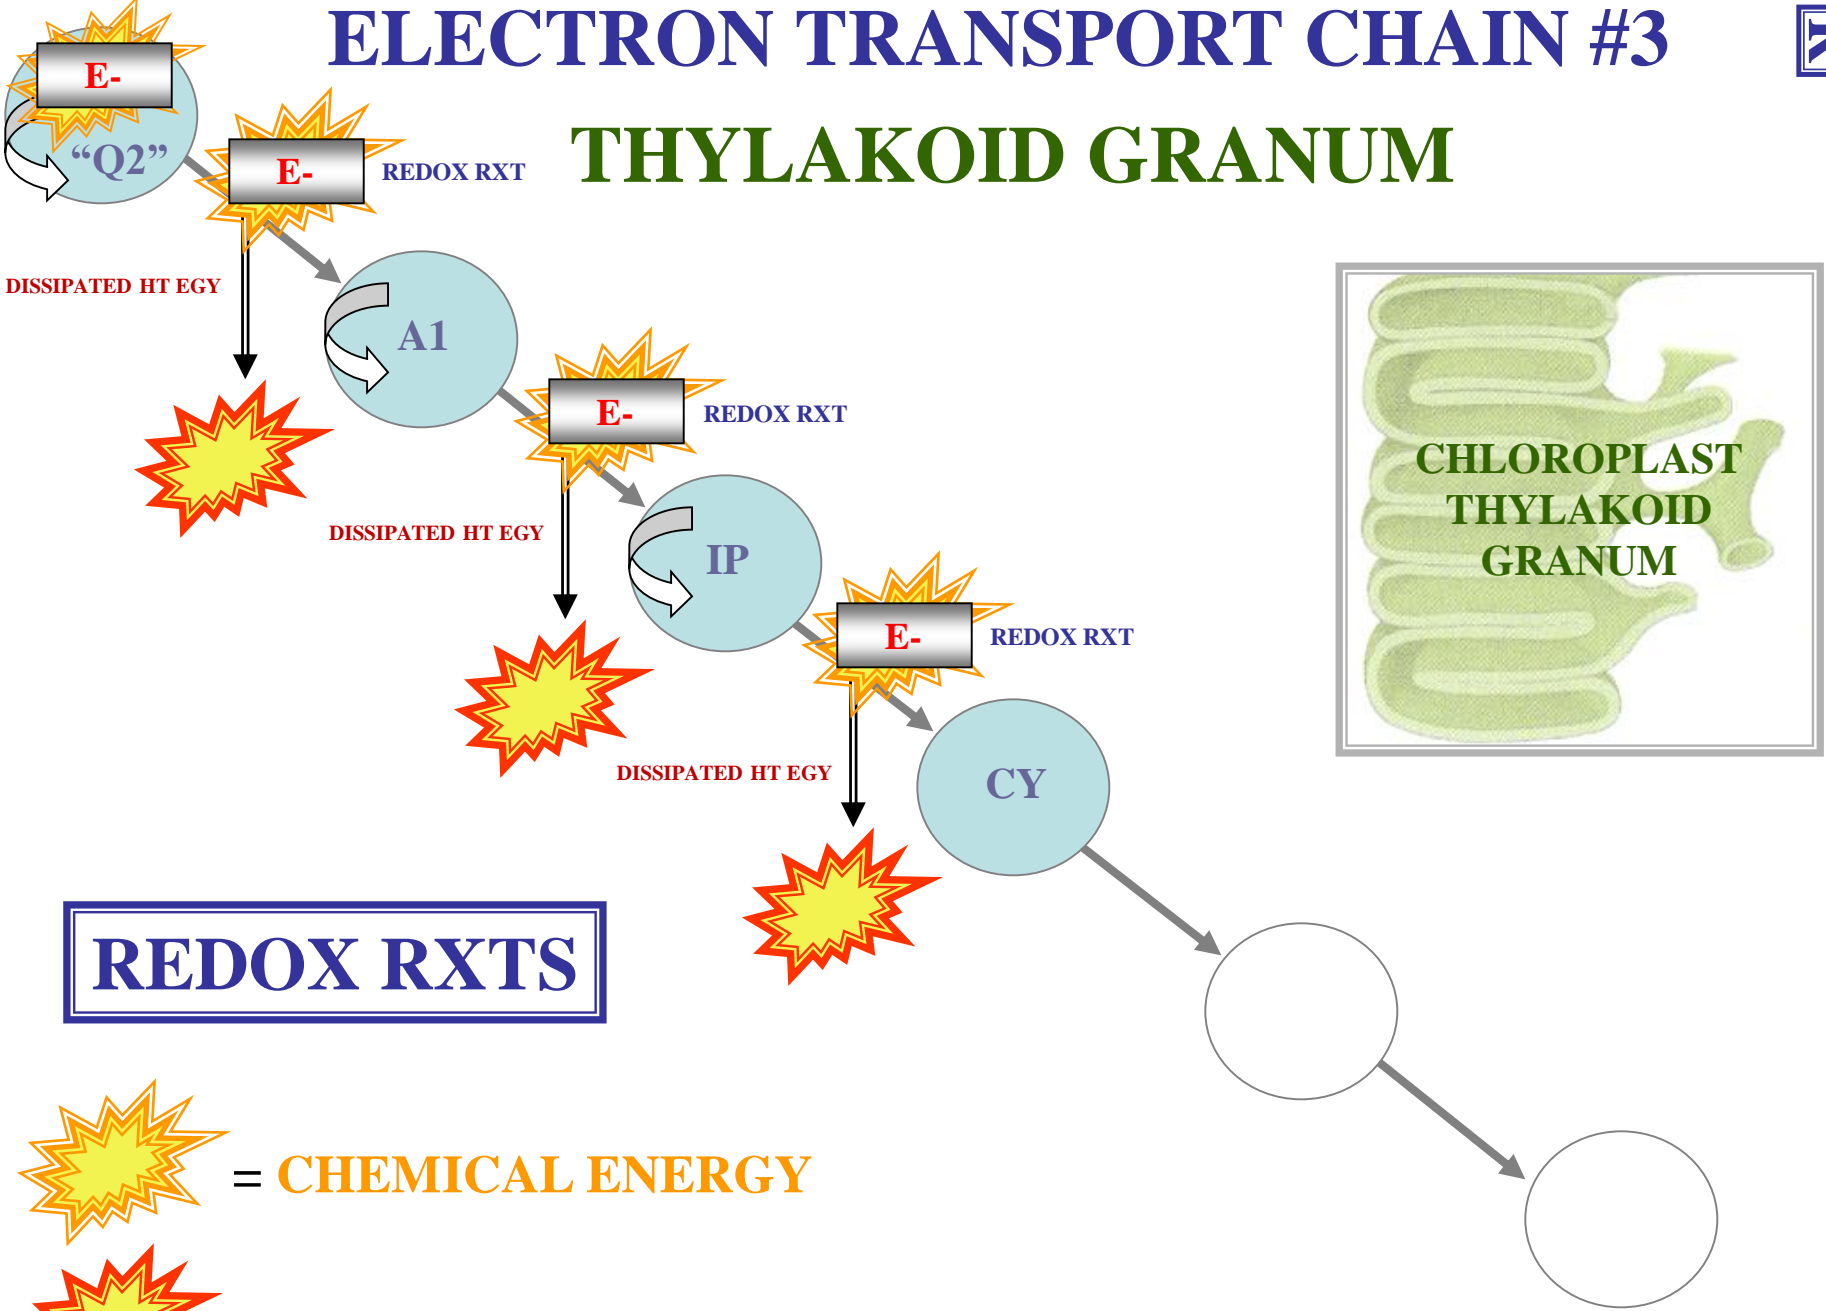 ELECTRON TRANSPORT CHAIN #3
E-
"Q2"
THYLAKOID GRANUM
E-
REDOX RXT
DISSIPATED HT EGY
A1
E-
REDOX RXT
CHLOROPLAST
THYLAKOID
GRANUM
DISSIPATED HT EGY
IP
E-
REDOX RXT
DISSIPATED HT EGY
CY
REDOX RXTS
= CHEMICAL ENERGY